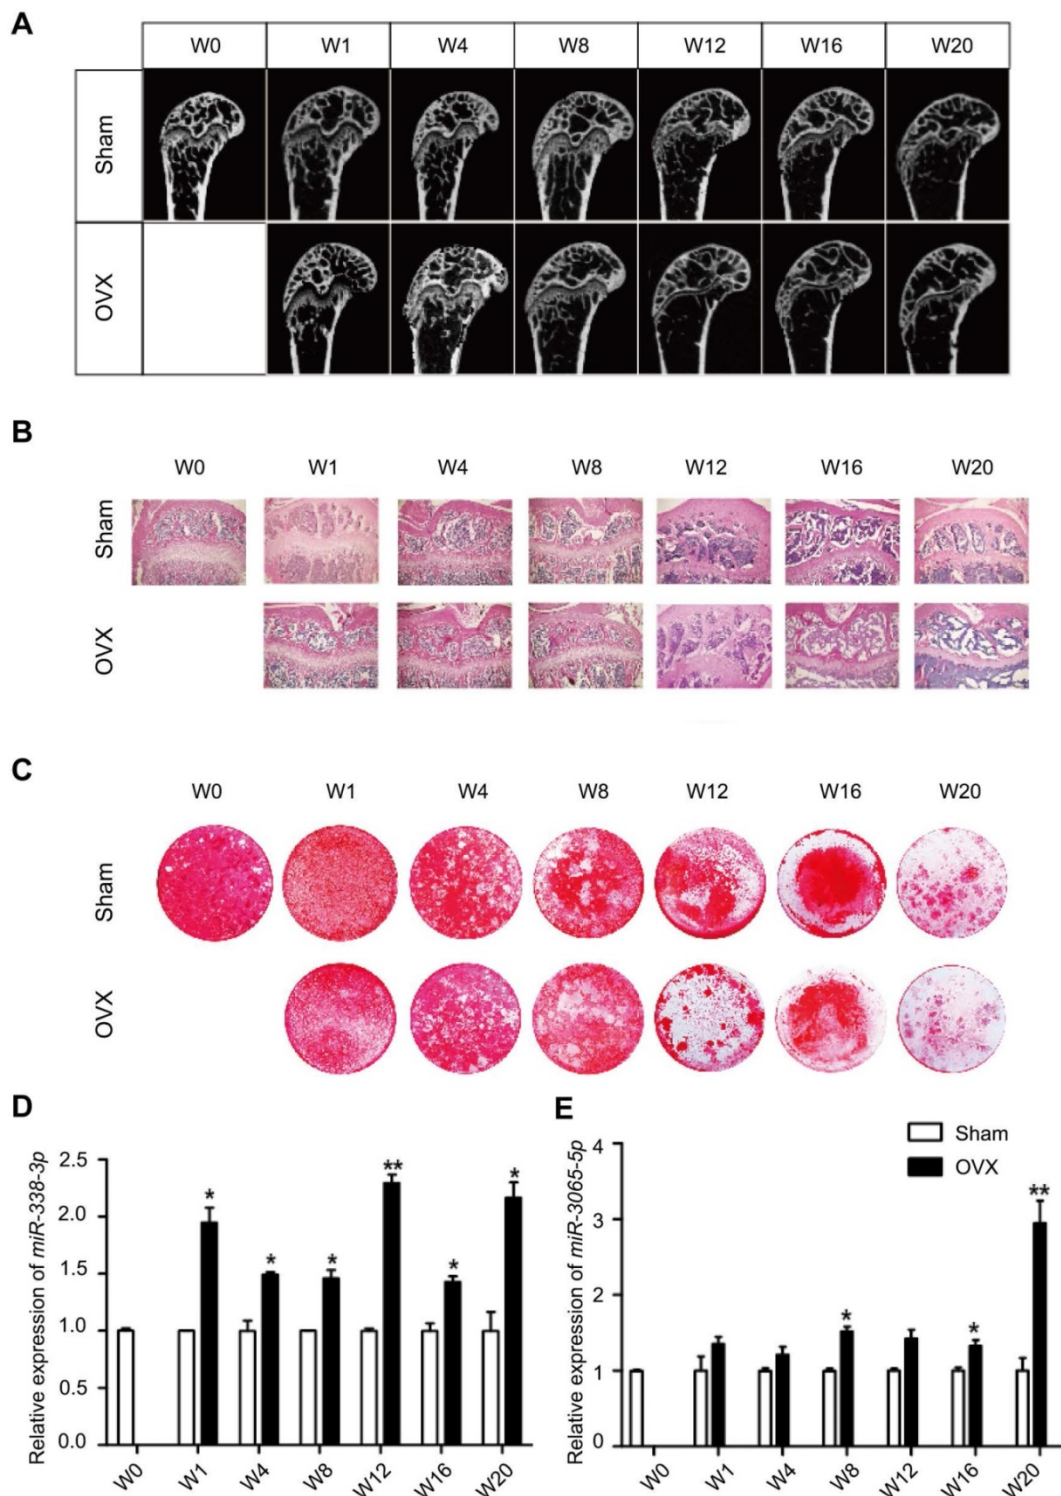 A
W0 W1 W4 W8 W12 W16 W20
Sham
OVX
B
W0 W1 W4 W8 W12 W16 W20
Sham
OVX
C
W0 W1 W4 W8 W12 W16 W20
Sham
OVX
D
Relative expression of miR-338-3p
2.5
2.0
1.5
1.0
0.5
0.0
* * * ** * *
W0 W1 W4 W8 W12 W16 W20
E
Sham
OVX
Relative expression of miR-3065-5p
4
3
2
1
0
* * **
W0 W1 W4 W8 W12 W16 W20